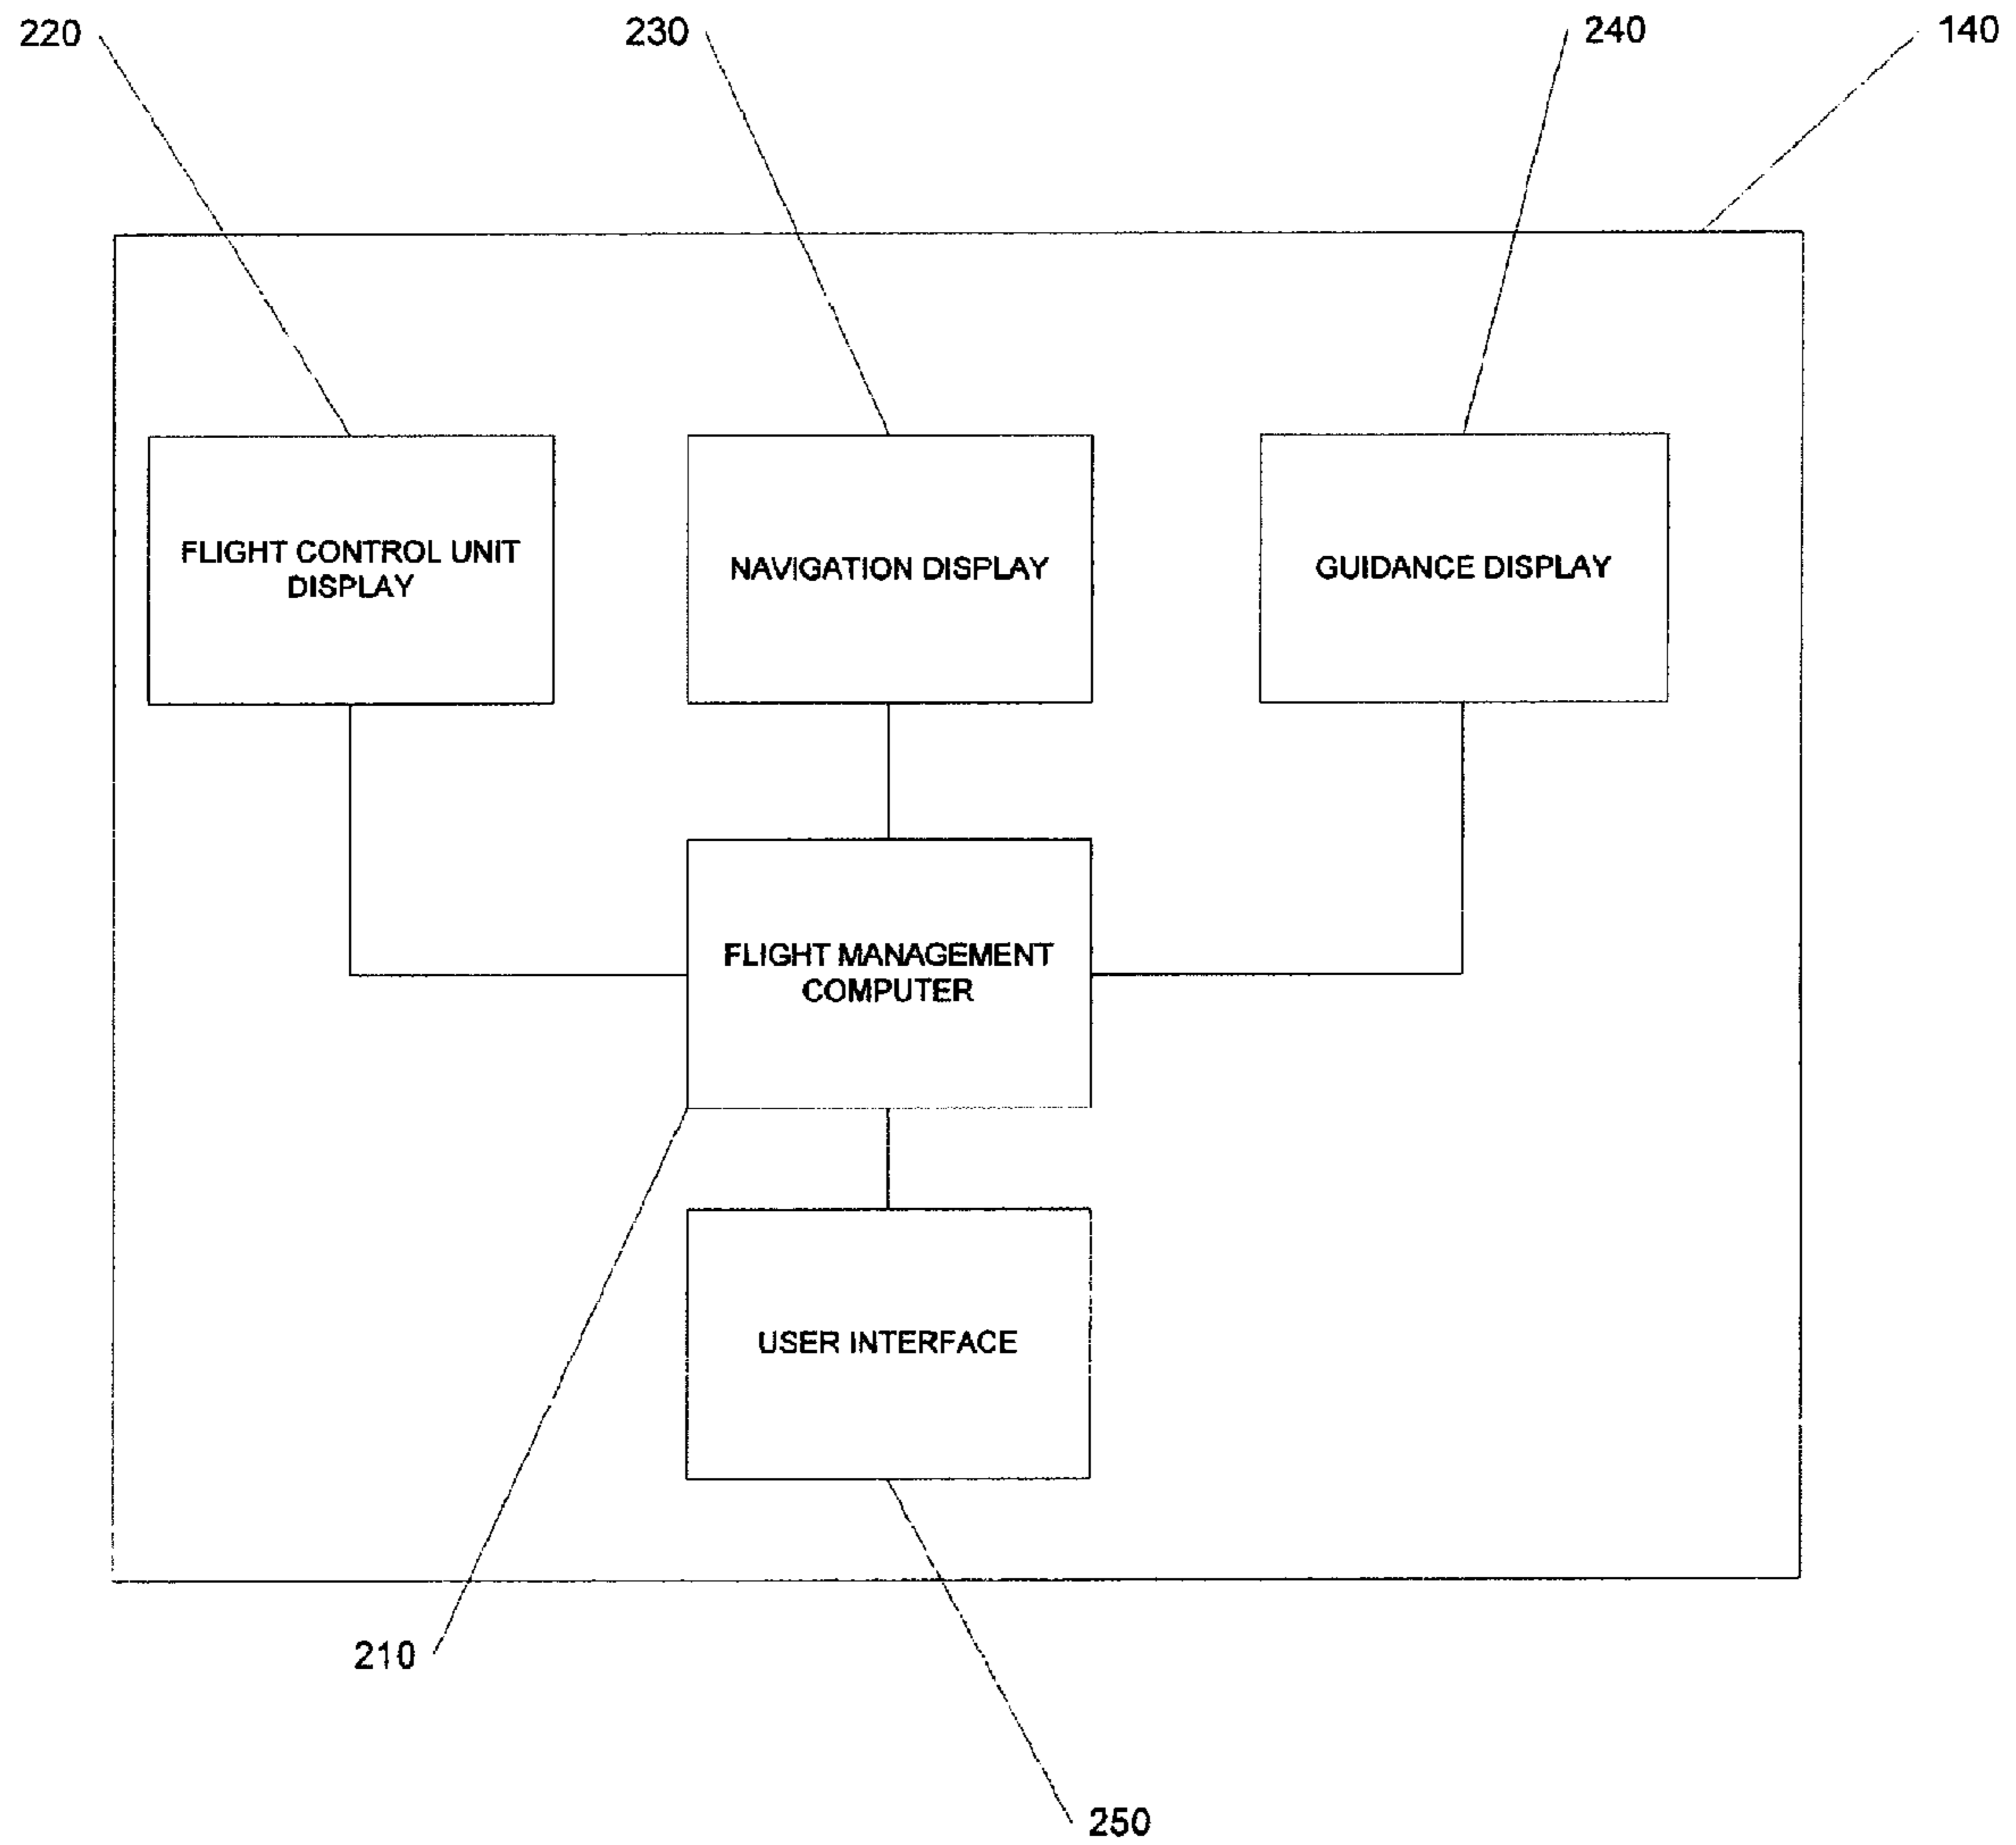 220
230
240
140
FLIGHT CONTROL UNIT
DISPLAY
NAVIGATION DISPLAY
GUIDANCE DISPLAY
FLIGHT MANAGEMENT
COMPUTER
USER INTERFACE
210
250